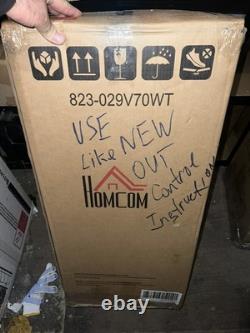 823-029V70WT
USE
Like NEW
OUT
HOMCOM
Control
Instruction